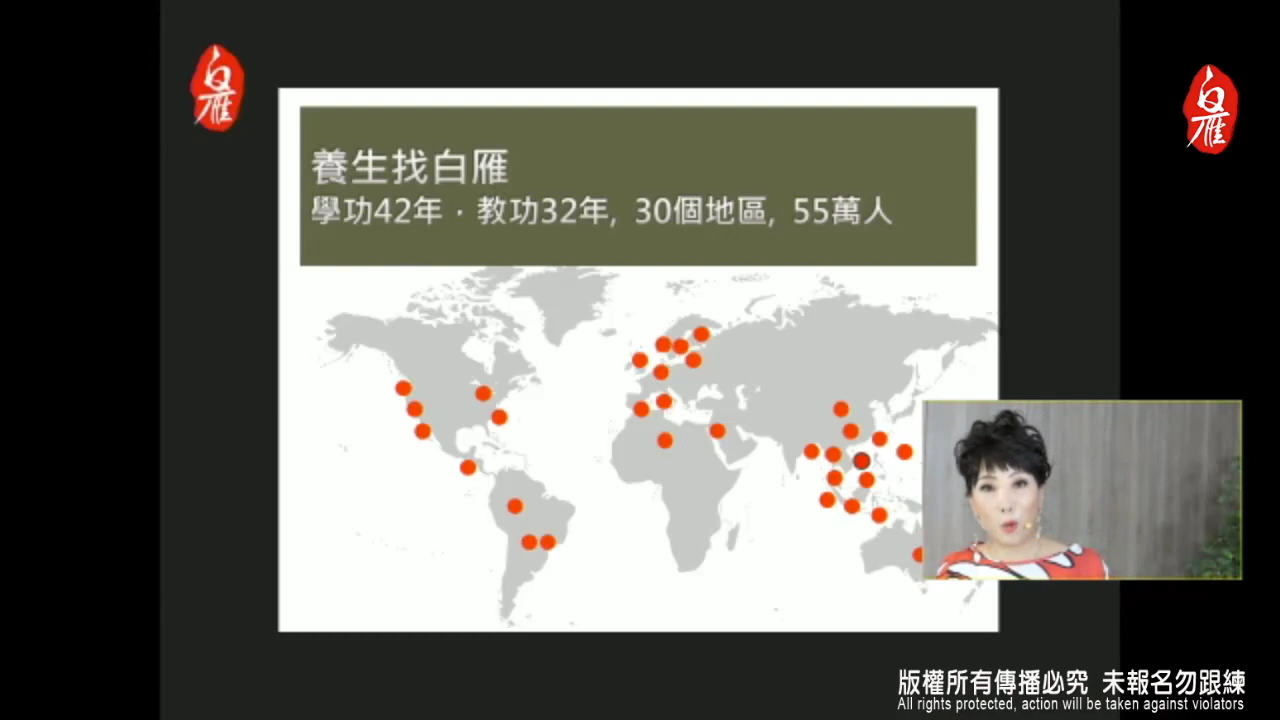 白雁
白雁
養生找白雁
學功42年．教功32年, 30個地區, 55萬人
版權所有傳播必究 未報名勿跟練
All rights protected, action will be taken against violators